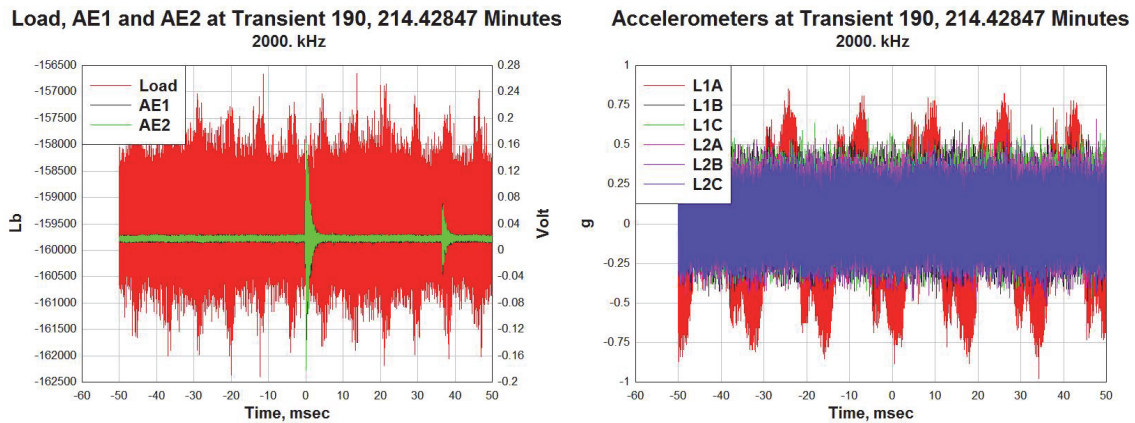 Load, AE1 and AE2 at Transient 190, 214.42847 Minutes
2000. kHz
-156500
-157000
-157500
-158000
-158500
-159000
-159500
-160000
-160500
-161000
-161500
-162000
-162500
Lb
Load
AE1
AE2
0.28
0.24
0.2
0.16
0.12
0.08
0.04
0
-0.04
-0.08
-0.12
-0.16
-0.2
Volt
-60 -50 -40 -30 -20 -10 0 10 20 30 40 50
Time, msec
Accelerometers at Transient 190, 214.42847 Minutes
2000. kHz
1
0.75
0.5
0.25
0
-0.25
-0.5
-0.75
-1
g
L1A
L1B
L1C
L2A
L2B
L2C
-60 -50 -40 -30 -20 -10 0 10 20 30 40 50
Time, msec